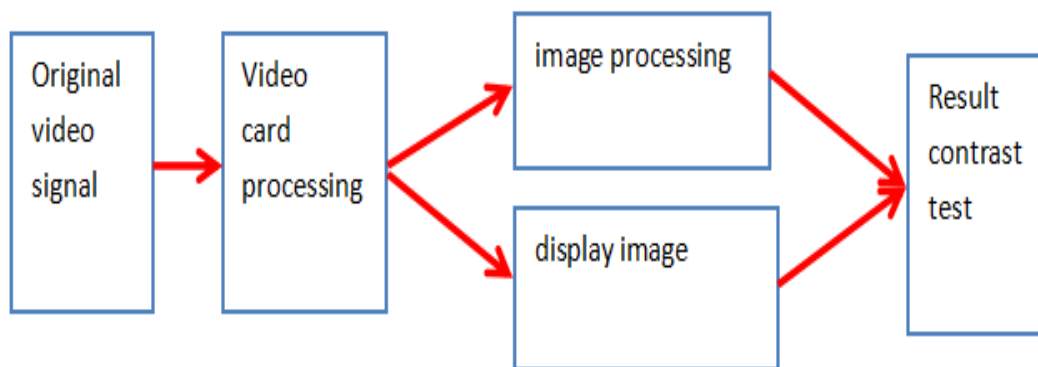 Original
video
signal
Video
card
processing
image processing
display image
Result
contrast
test